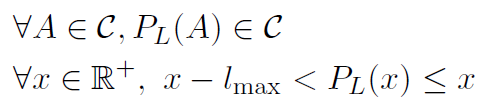 ∀A ∈ 𝒞, P_L(A) ∈ 𝒞
∀x ∈ ℝ⁺, x − l_max < P_L(x) ≤ x